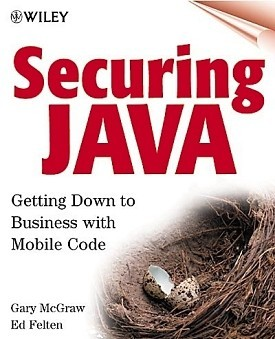 WILEY
Securing
JAVA
Getting Down to
Business with
Mobile Code
Gary McGraw
Ed Felten